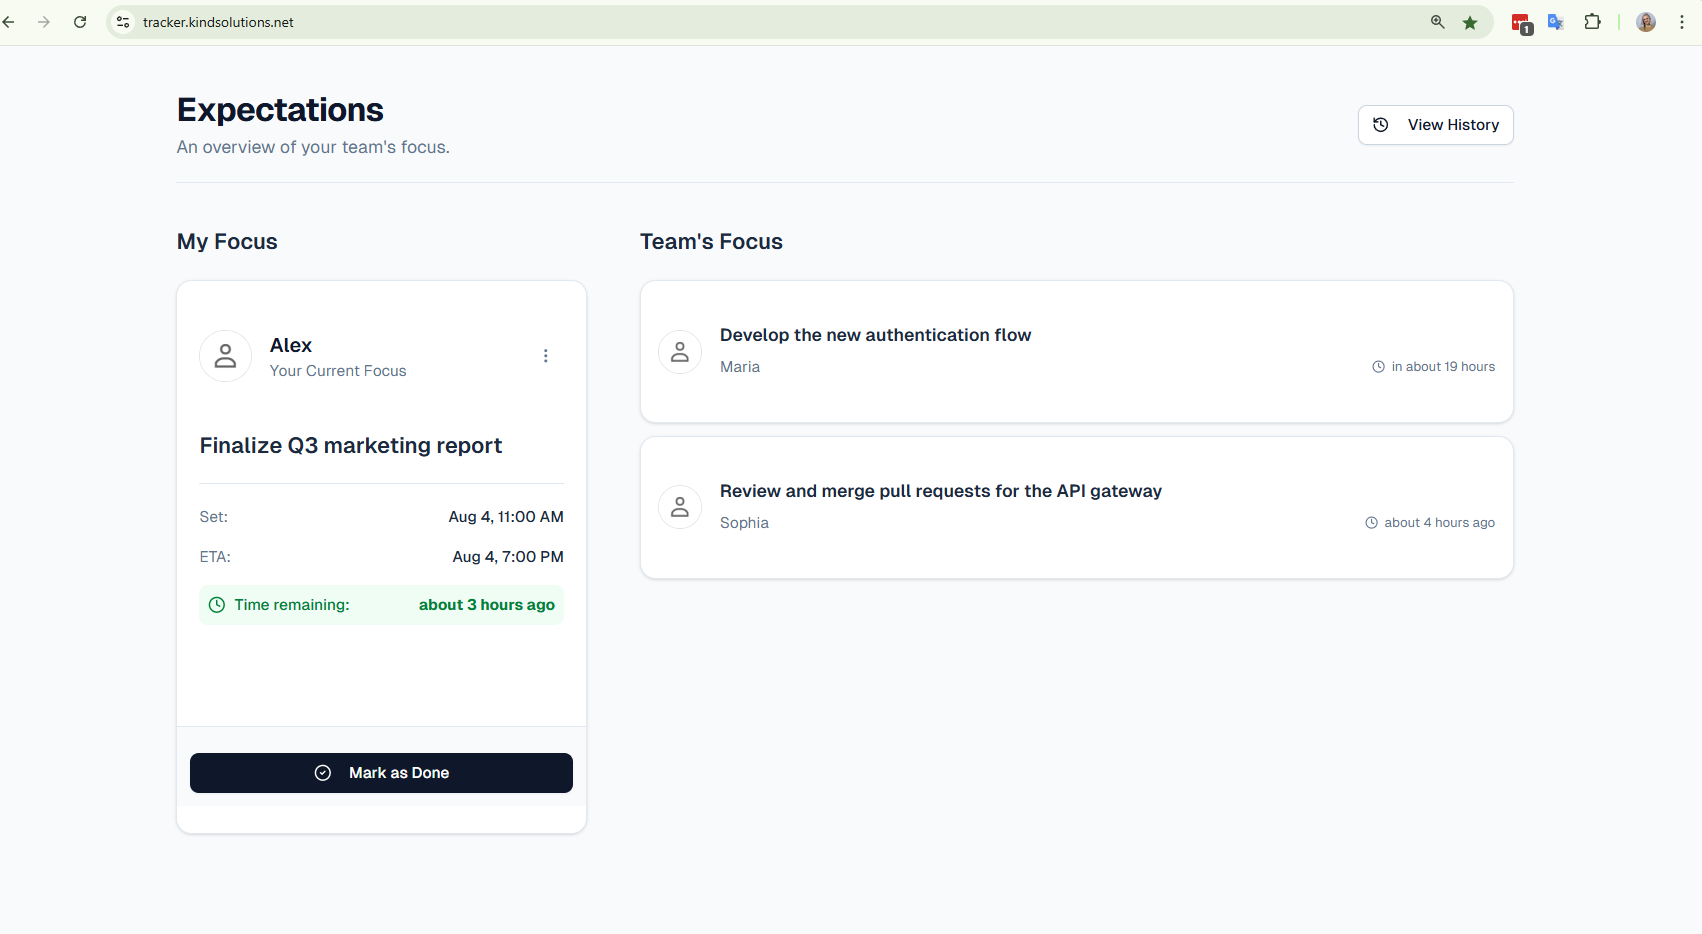 tracker.kindsolutions.net
1
Expectations
An overview of your team's focus.
View History
My Focus
Alex
Your Current Focus
Finalize Q3 marketing report
Set: Aug 4, 11:00 AM
ETA: Aug 4, 7:00 PM
Time remaining: about 3 hours ago
Mark as Done
Team's Focus
Develop the new authentication flow
Maria in about 19 hours
Review and merge pull requests for the API gateway
Sophia about 4 hours ago